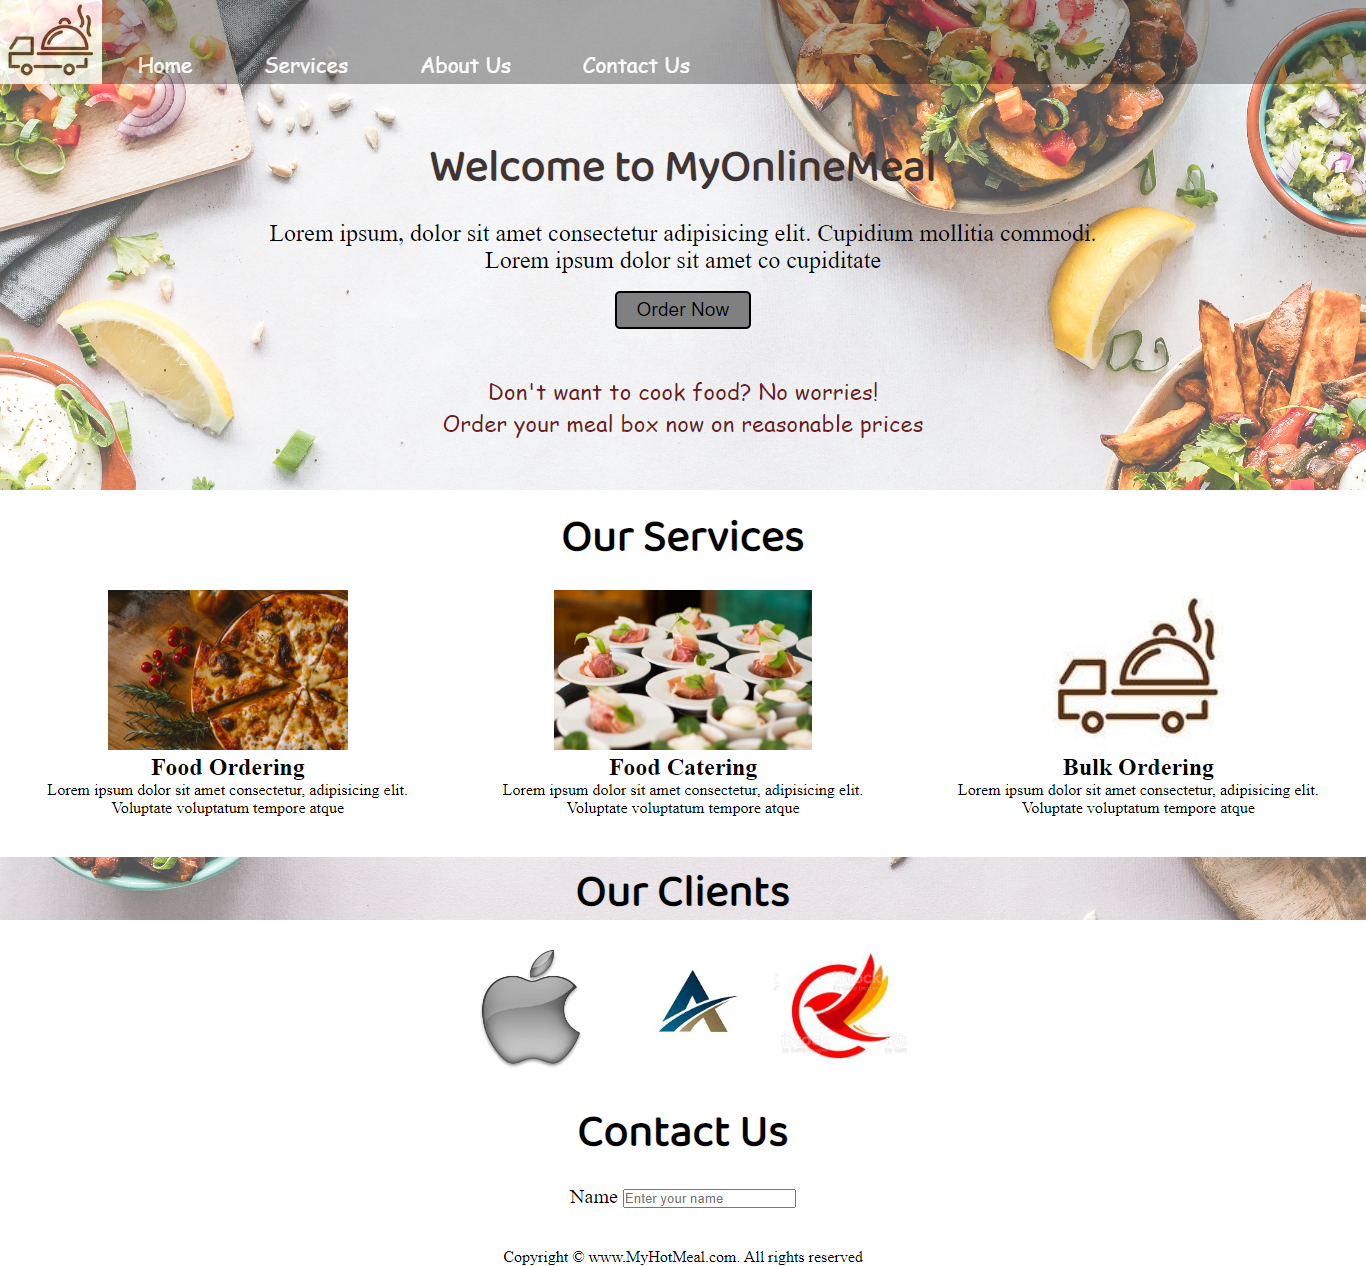 Home Services About Us Contact Us
Welcome to MyOnlineMeal
Lorem ipsum, dolor sit amet consectetur adipisicing elit. Cupidium mollitia commodi.
Lorem ipsum dolor sit amet co cupiditate
Order Now
Don't want to cook food? No worries!
Order your meal box now on reasonable prices
Our Services
Food Ordering
Lorem ipsum dolor sit amet consectetur, adipisicing elit.
Voluptate voluptatum tempore atque
Food Catering
Lorem ipsum dolor sit amet consectetur, adipisicing elit.
Voluptate voluptatum tempore atque
Bulk Ordering
Lorem ipsum dolor sit amet consectetur, adipisicing elit.
Voluptate voluptatum tempore atque
Our Clients
Contact Us
Name Enter your name
Copyright © www.MyHotMeal.com. All rights reserved